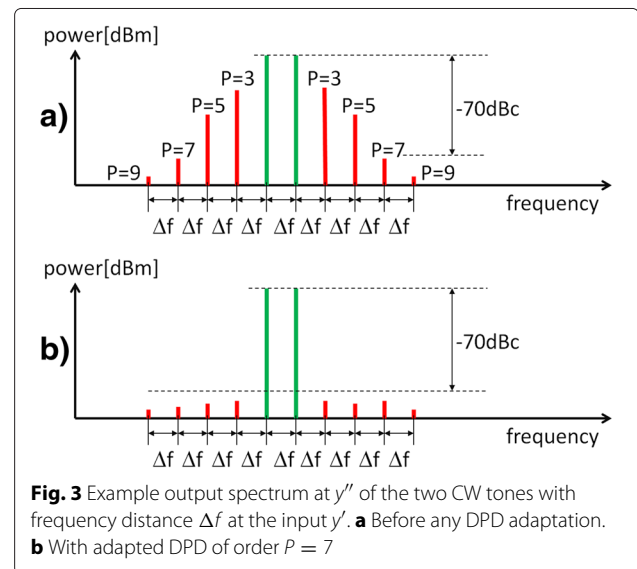 power[dBm]
a)
P=3 P=3
P=5 P=5
P=7 P=7
P=9 P=9
-70dBc
frequency
Δf Δf Δf Δf Δf Δf Δf Δf Δf
power[dBm]
b)
-70dBc
frequency
Δf Δf Δf Δf Δf Δf Δf Δf Δf
Fig. 3 Example output spectrum at y″ of the two CW tones with
frequency distance Δf at the input y′. a Before any DPD adaptation.
b With adapted DPD of order P = 7